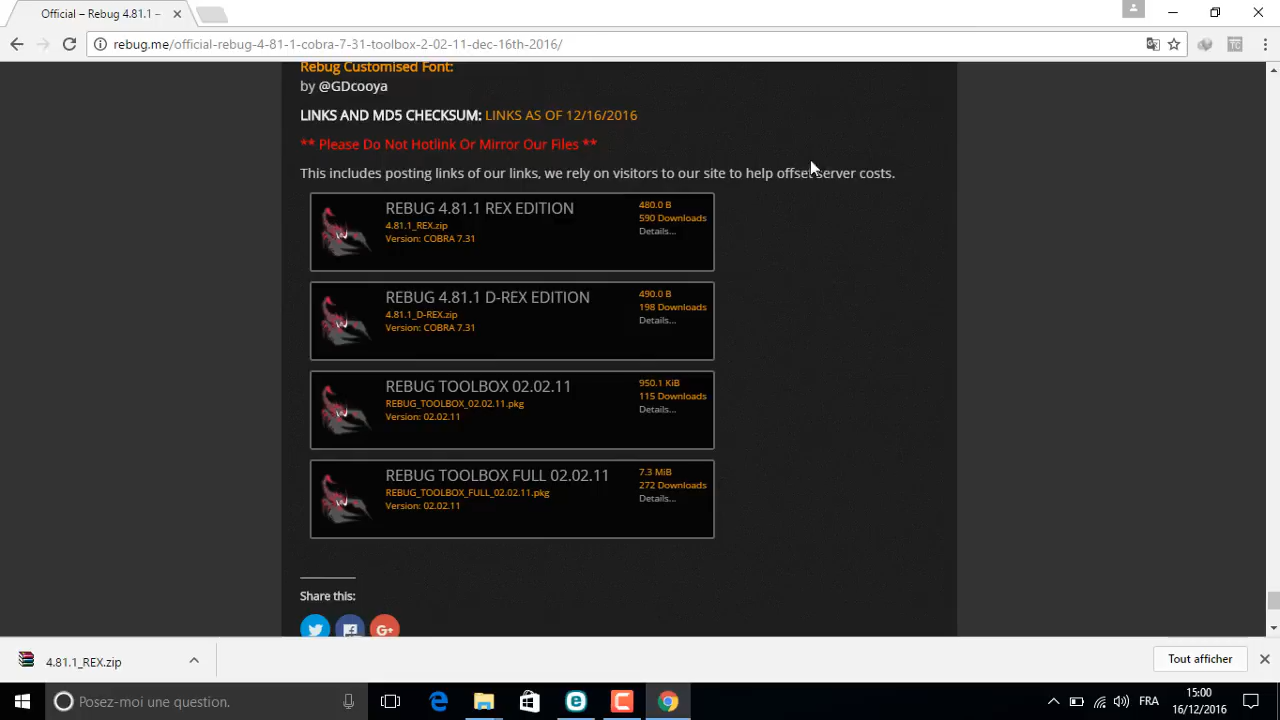 Official – Rebug 4.81.1 –
rebug.me/official-rebug-4-81-1-cobra-7-31-toolbox-2-02-11-dec-16th-2016/
TC
Rebug Customised Font:
by @GDcooya
LINKS AND MD5 CHECKSUM: LINKS AS OF 12/16/2016
** Please Do Not Hotlink Or Mirror Our Files **
This includes posting links of our links, we rely on visitors to our site to help offset server costs.
REBUG 4.81.1 REX EDITION
4.81.1_REX.zip
Version: COBRA 7.31
480.0 B
590 Downloads
Details...
REBUG 4.81.1 D-REX EDITION
4.81.1_D-REX.zip
Version: COBRA 7.31
490.0 B
198 Downloads
Details...
REBUG TOOLBOX 02.02.11
REBUG_TOOLBOX_02.02.11.pkg
Version: 02.02.11
950.1 KiB
115 Downloads
Details...
REBUG TOOLBOX FULL 02.02.11
REBUG_TOOLBOX_FULL_02.02.11.pkg
Version: 02.02.11
7.3 MiB
272 Downloads
Details...
Share this:
G+
4.81.1_REX.zip
Tout afficher
Posez-moi une question.
FRA
15:00
16/12/2016